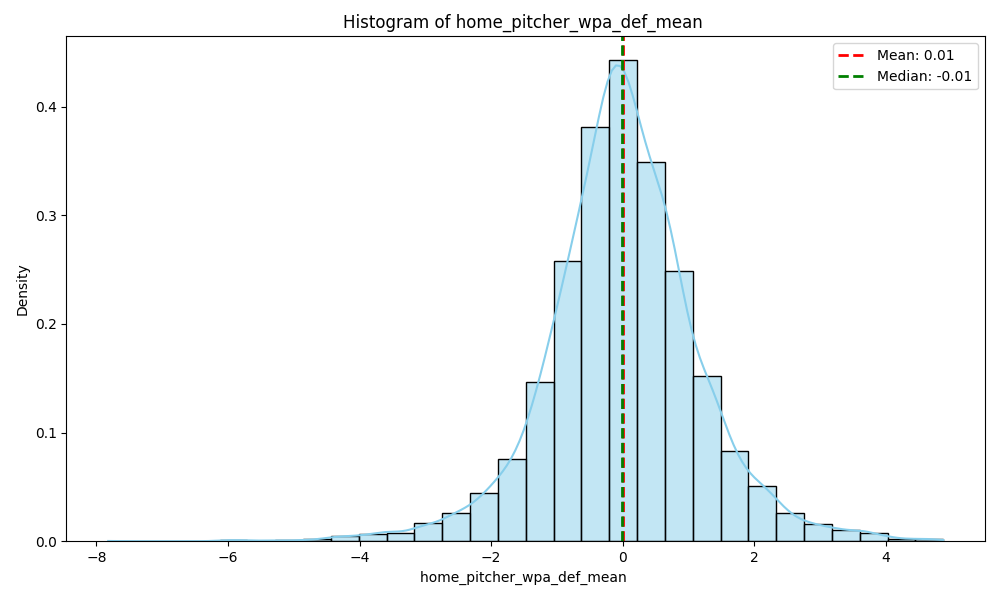 Histogram of home_pitcher_wpa_def_mean
Mean: 0.01
Median: -0.01
Density
0.4
0.3
0.2
0.1
0.0
−8
−6
−4
−2
0
2
4
home_pitcher_wpa_def_mean